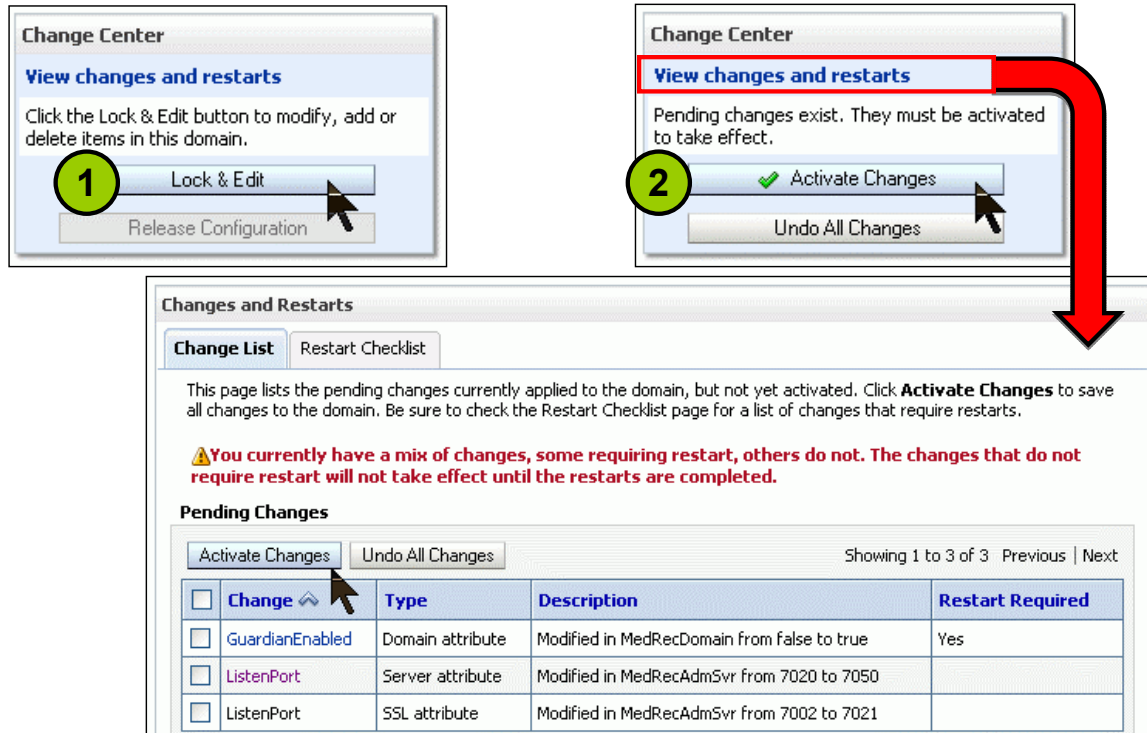 Change Center
View changes and restarts
Click the Lock & Edit button to modify, add or
delete items in this domain.
1
Lock & Edit
Release Configuration
Change Center
View changes and restarts
Pending changes exist. They must be activated
to take effect.
2
Activate Changes
Undo All Changes
Changes and Restarts
Change List Restart Checklist
This page lists the pending changes currently applied to the domain, but not yet activated. Click Activate Changes to save
all changes to the domain. Be sure to check the Restart Checklist page for a list of changes that require restarts.
You currently have a mix of changes, some requiring restart, others do not. The changes that do not
require restart will not take effect until the restarts are completed.
Pending Changes
Activate Changes Undo All Changes Showing 1 to 3 of 3 Previous | Next
Change Type Description Restart Required
GuardianEnabled Domain attribute Modified in MedRecDomain from false to true Yes
ListenPort Server attribute Modified in MedRecAdmSvr from 7020 to 7050
ListenPort SSL attribute Modified in MedRecAdmSvr from 7002 to 7021